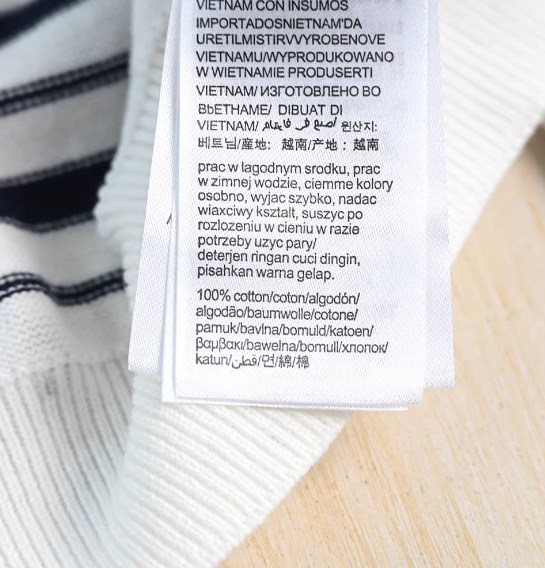 VIETNAM CON INSUMOS
IMPORTADOSNIETNAM'DA
URETILMISTIRVVYROBENOVE
VIETNAMU/WYPRODUKOWANO
W WIETNAMIE PRODUSERTI
VIETNAM/ ИЗГОТОВЛЕНО ВО
ВЬЕТНАМЕ/ DIBUAT DI
VIETNAM/ 원산지:
베트남/産地: 越南/产地: 越南
prac w lagodnym srodku, prac
w zimnej wodzie, ciemme kolory
osobno, wyjac szybko, nadac
wiaxciwy ksztalt, suszyc po
rozlozeniu w cieniu w razie
potrzeby uzyc pary/
deterjen ringan cuci dingin,
pisahkan warna gelap.
100% cotton/coton/algodón/
algodão/baumwolle/cotone/
pamuk/bavlna/bomuld/katoen/
βαμβακι/bawelna/bomull/хлопок/
katun/قطن/면/綿/棉